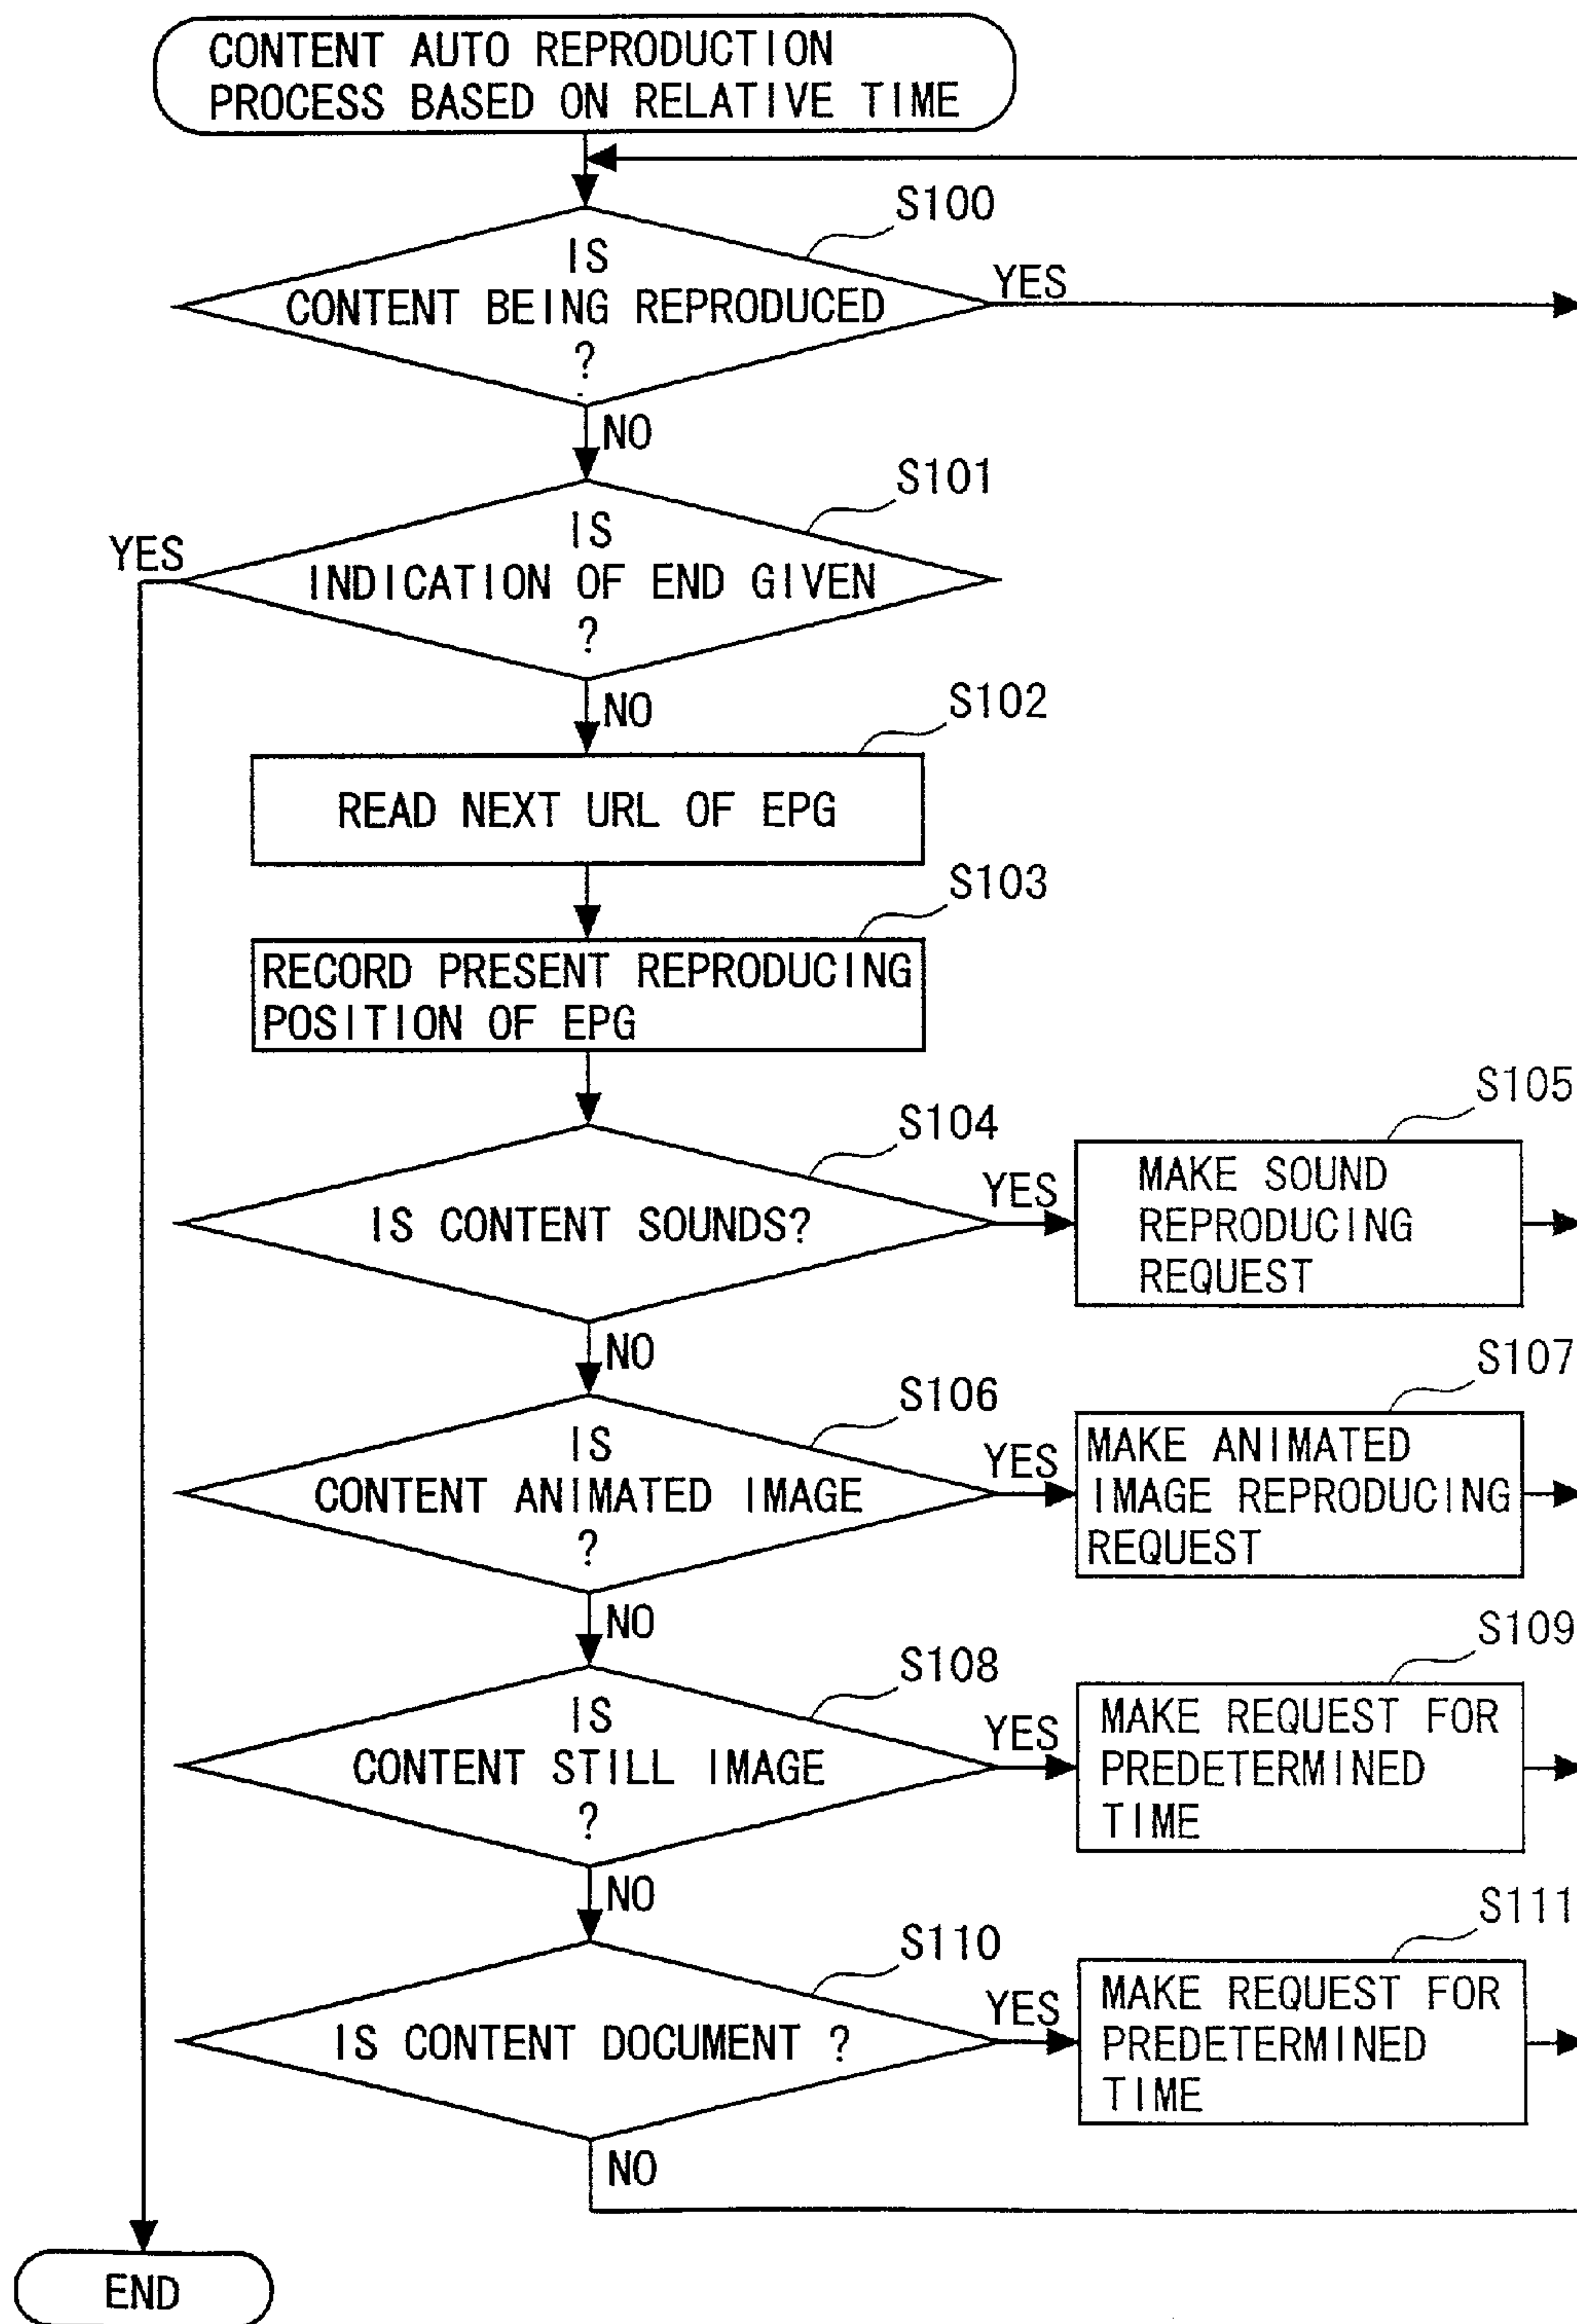 CONTENT AUTO REPRODUCTION
PROCESS BASED ON RELATIVE TIME
S100
IS
CONTENT BEING REPRODUCED
?
YES
NO
S101
IS
INDICATION OF END GIVEN
?
YES
NO
S102
READ NEXT URL OF EPG
S103
RECORD PRESENT REPRODUCING
POSITION OF EPG
S104
IS CONTENT SOUNDS?
YES
S105
MAKE SOUND
REPRODUCING
REQUEST
NO
S106
IS
CONTENT ANIMATED IMAGE
?
YES
S107
MAKE ANIMATED
IMAGE REPRODUCING
REQUEST
NO
S108
IS
CONTENT STILL IMAGE
?
YES
S109
MAKE REQUEST FOR
PREDETERMINED
TIME
NO
S110
IS CONTENT DOCUMENT ?
YES
S111
MAKE REQUEST FOR
PREDETERMINED
TIME
NO
END